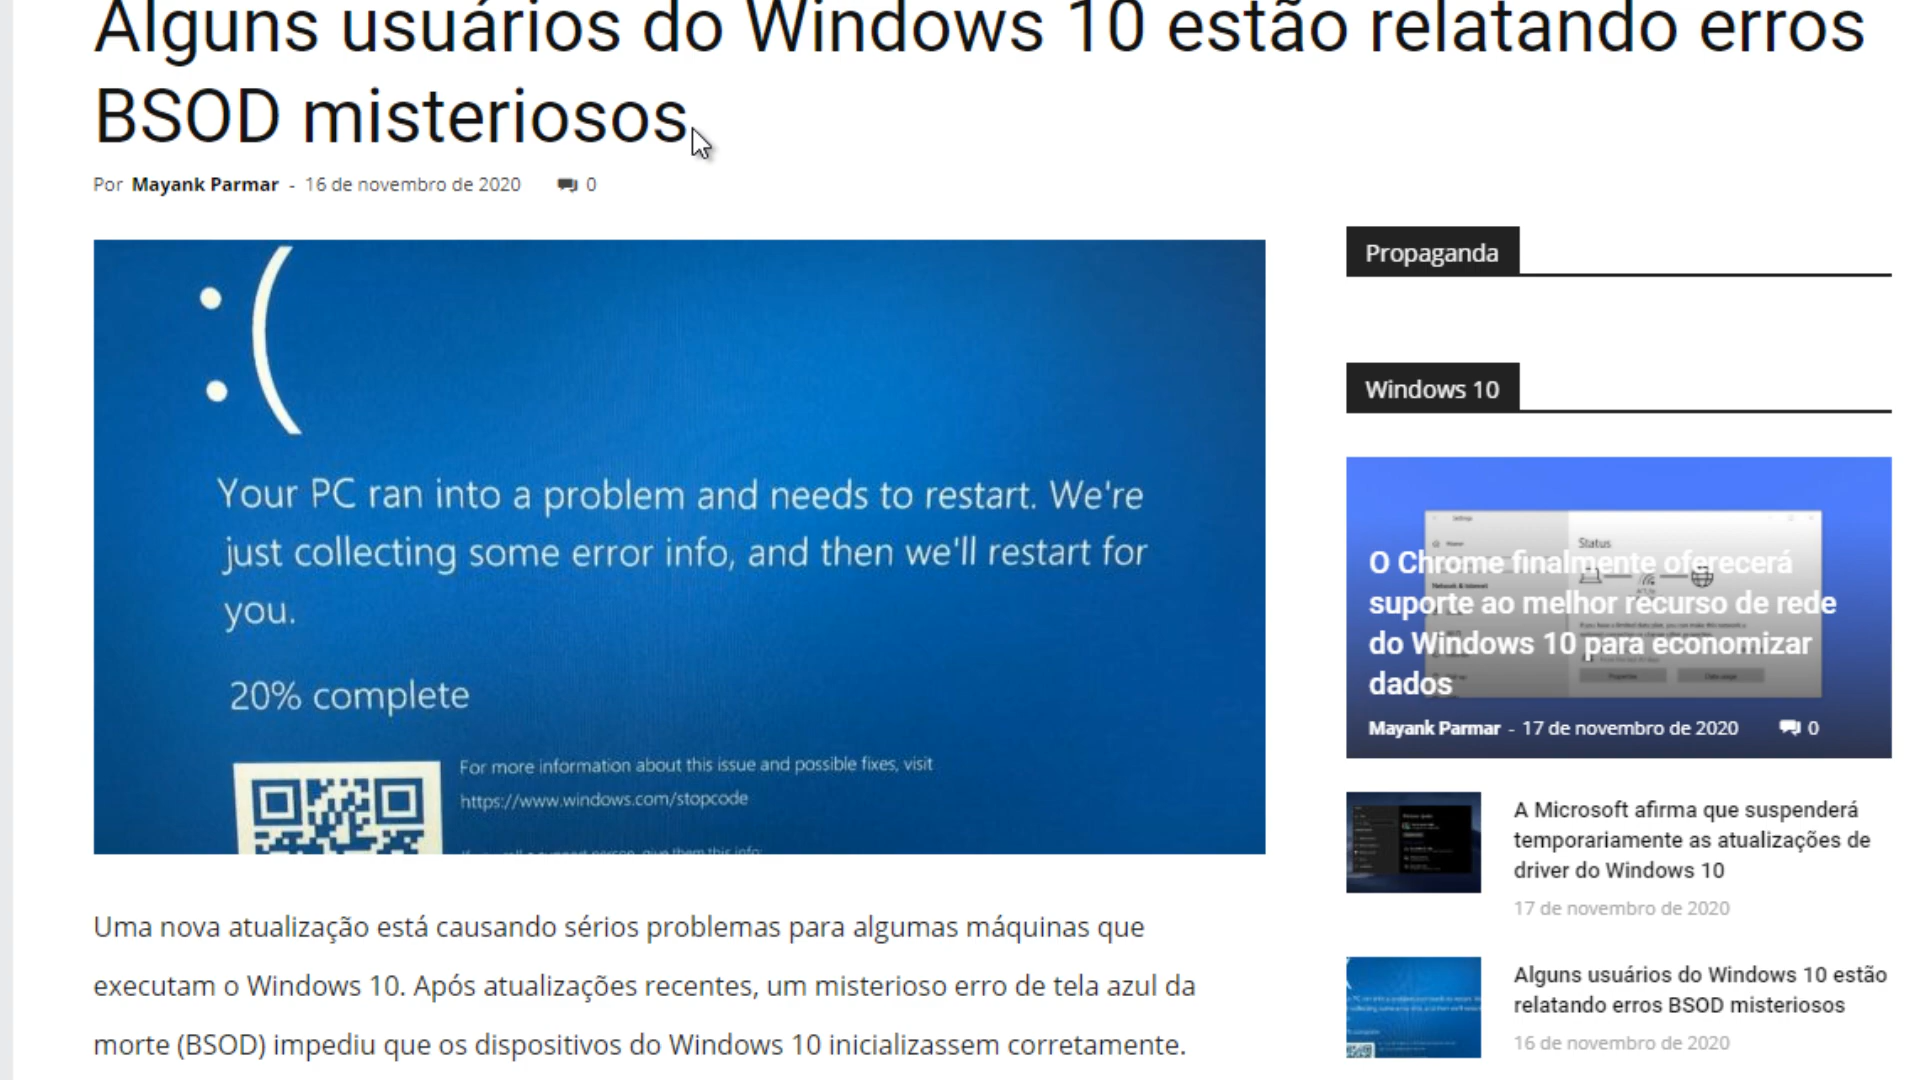 Alguns usuários do Windows 10 estão relatando erros
BSOD misteriosos
Por Mayank Parmar - 16 de novembro de 2020 0
:(
Your PC ran into a problem and needs to restart. We're
just collecting some error info, and then we'll restart for
you.
20% complete
For more information about this issue and possible fixes, visit
https://www.windows.com/stopcode
Uma nova atualização está causando sérios problemas para algumas máquinas que
executam o Windows 10. Após atualizações recentes, um misterioso erro de tela azul da
morte (BSOD) impediu que os dispositivos do Windows 10 inicializassem corretamente.
Propaganda
Windows 10
Status
O Chrome finalmente oferecerá
suporte ao melhor recurso de rede
do Windows 10 para economizar
dados
Mayank Parmar - 17 de novembro de 2020 0
A Microsoft afirma que suspenderá
temporariamente as atualizações de
driver do Windows 10
17 de novembro de 2020
Alguns usuários do Windows 10 estão
relatando erros BSOD misteriosos
16 de novembro de 2020